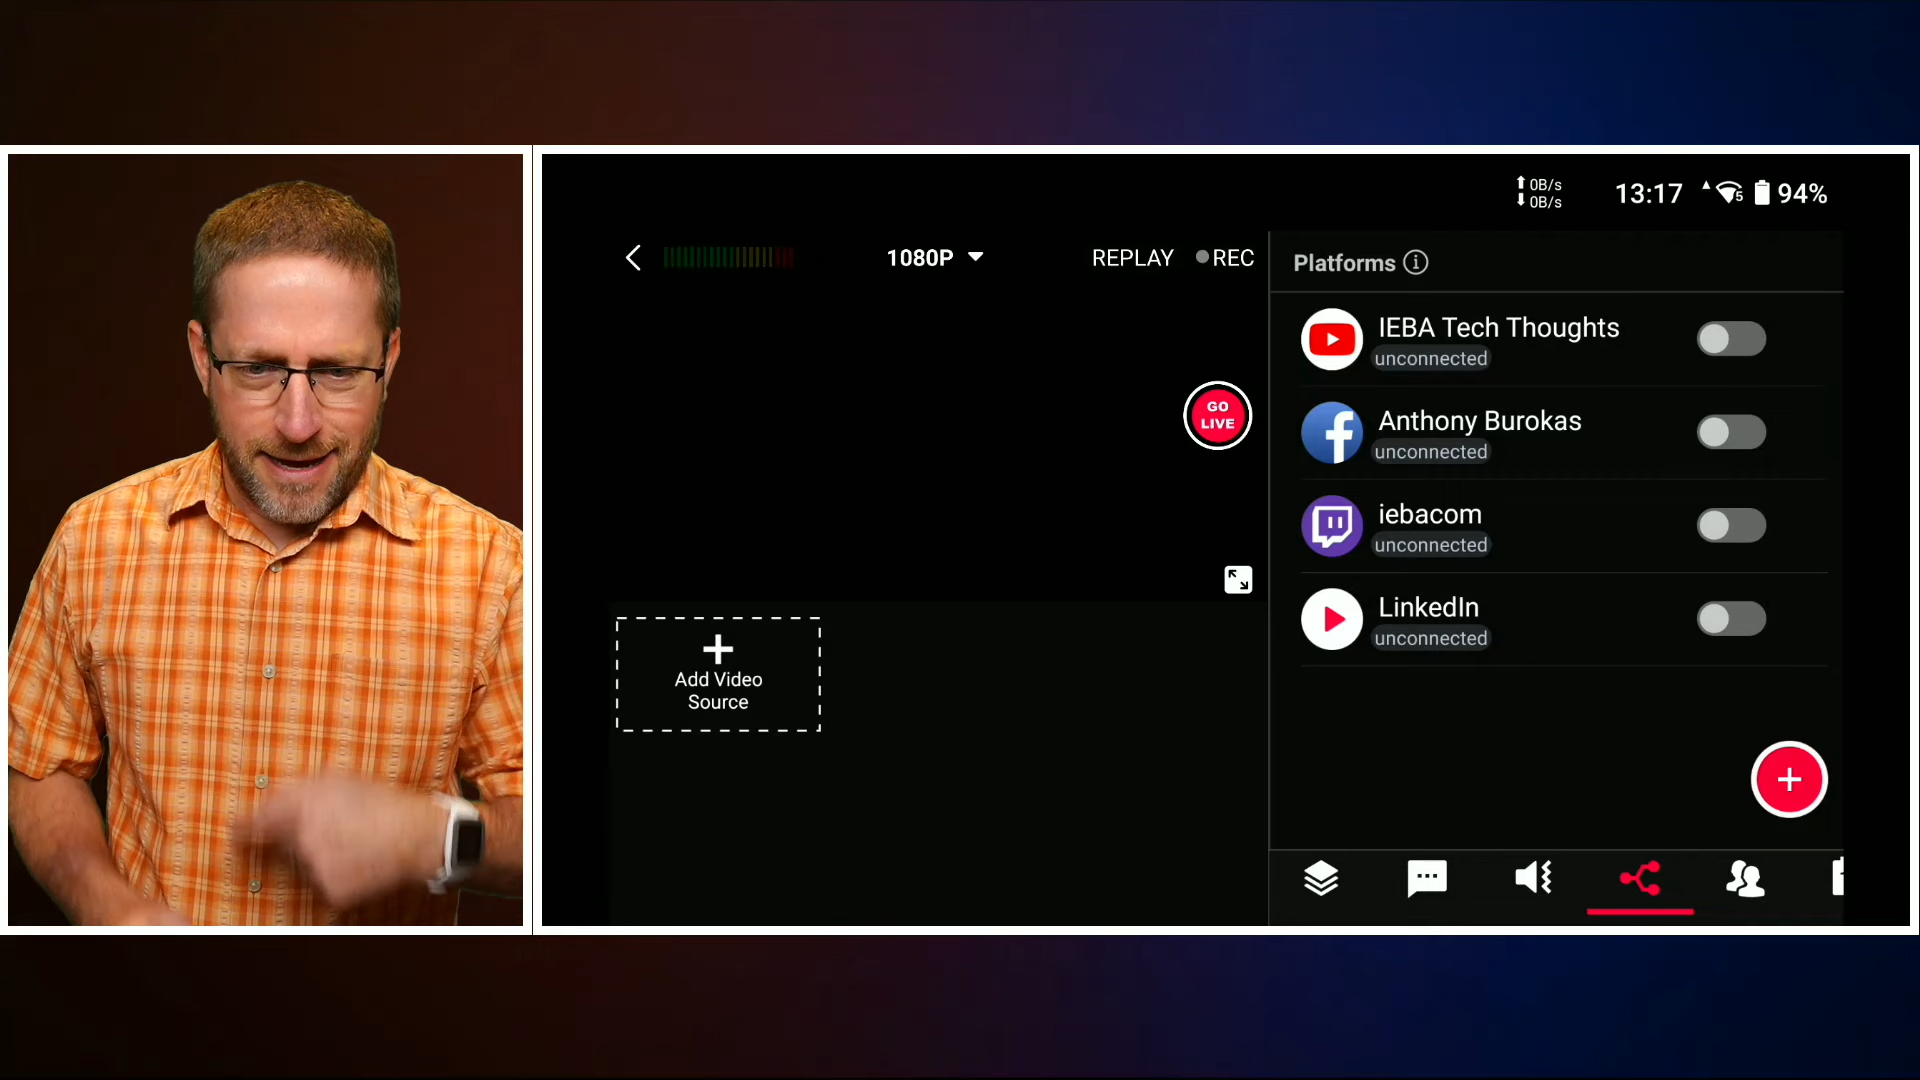 0B/s
0B/s
13:17
5
94%
1080P
REPLAY
REC
Platforms
IEBA Tech Thoughts
unconnected
GO
LIVE
Anthony Burokas
unconnected
iebacom
unconnected
LinkedIn
unconnected
Add Video
Source